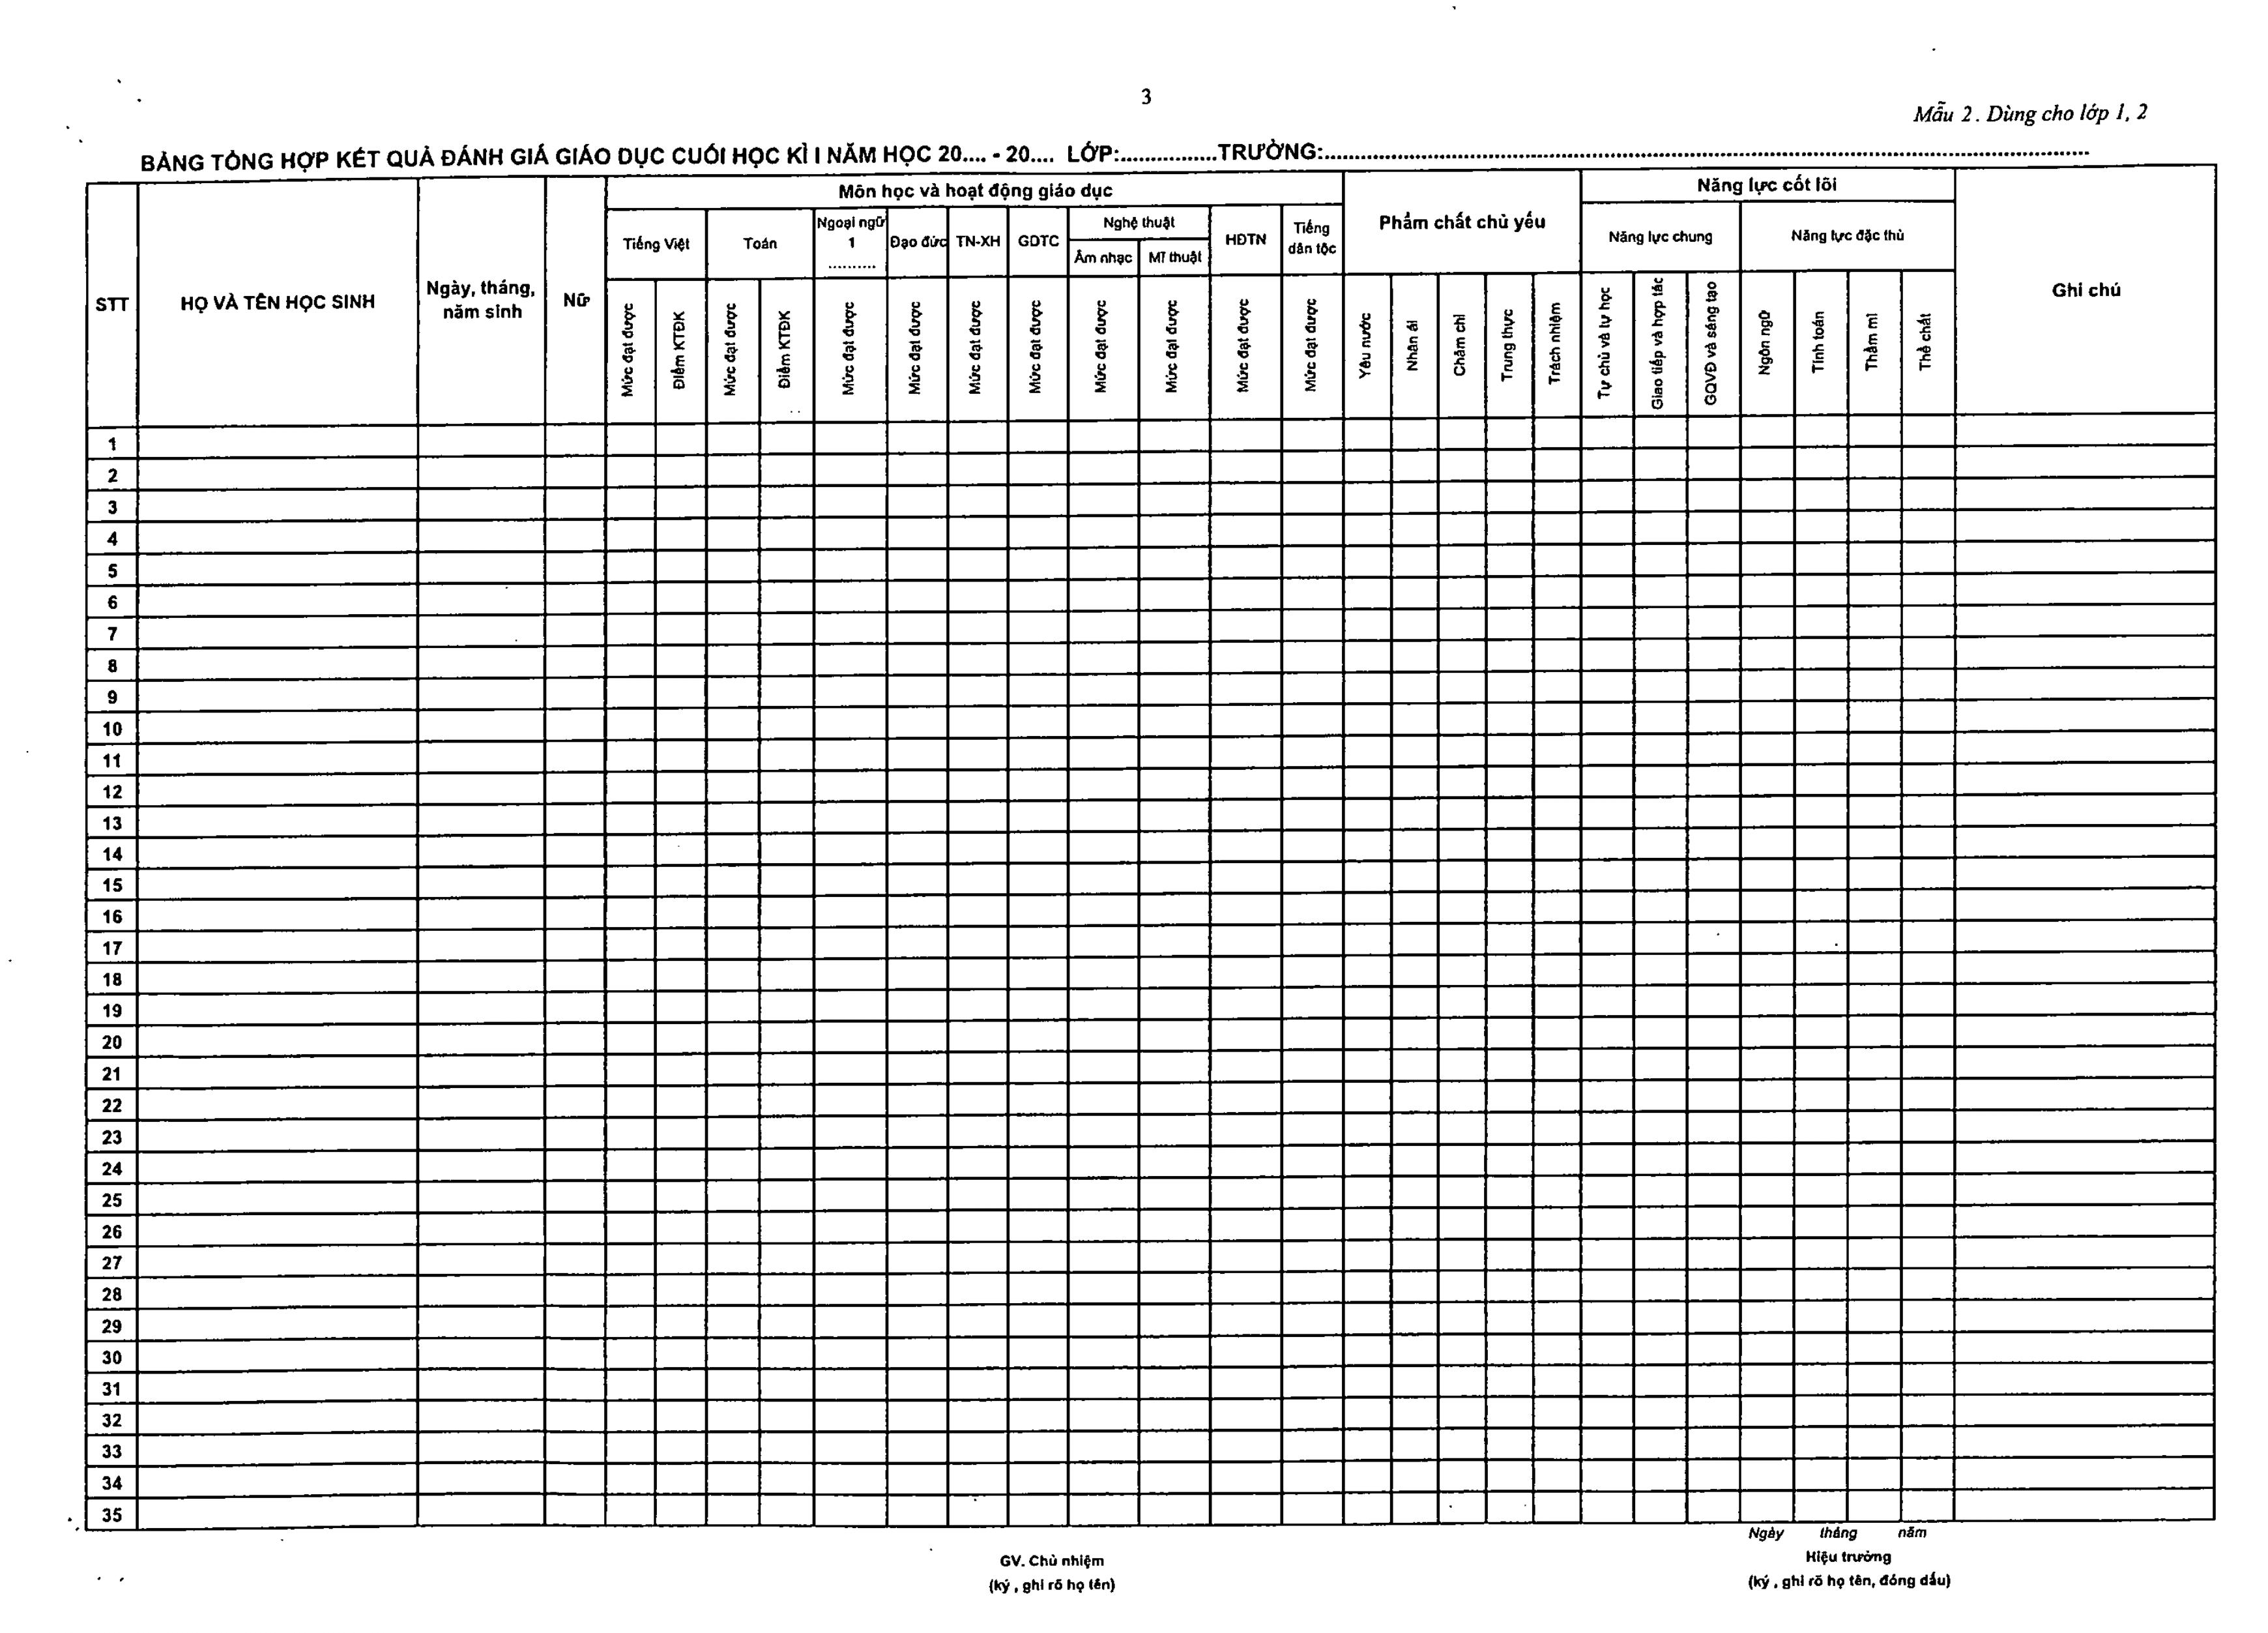 3
Mẫu 2. Dùng cho lớp 1, 2
BẢNG TỔNG HỢP KẾT QUẢ ĐÁNH GIÁ GIÁO DỤC CUỐI HỌC KÌ I NĂM HỌC 20.... - 20.... LỚP:................TRƯỜNG:................................................................
STT
HỌ VÀ TÊN HỌC SINH
Ngày, tháng,
năm sinh
Nữ
Môn học và hoạt động giáo dục
Tiếng Việt
Toán
Ngoại ngữ
1
..........
Đạo đức
TN-XH
GDTC
Nghệ thuật
Âm nhạc
Mĩ thuật
HĐTN
Tiếng
dân tộc
Mức đạt được
Điểm KTĐK
Mức đạt được
Điểm KTĐK
Mức đạt được
Mức đạt được
Mức đạt được
Mức đạt được
Mức đạt được
Mức đạt được
Mức đạt được
Mức đạt được
Phẩm chất chủ yếu
Yêu nước
Nhân ái
Chăm chỉ
Trung thực
Trách nhiệm
Năng lực cốt lõi
Năng lực chung
Năng lực đặc thù
Tự chủ và tự học
Giao tiếp và hợp tác
GQVĐ và sáng tạo
Ngôn ngữ
Tính toán
Thẩm mĩ
Thể chất
Ghi chú
1
2
3
4
5
6
7
8
9
10
11
12
13
14
15
16
17
18
19
20
21
22
23
24
25
26
27
28
29
30
31
32
33
34
35
Ngày tháng năm
GV. Chủ nhiệm
(ký , ghi rõ họ tên)
Hiệu trưởng
(ký , ghi rõ họ tên, đóng dấu)